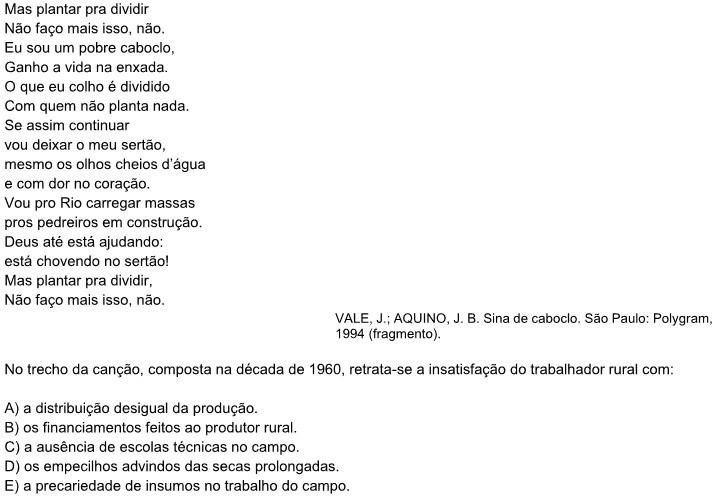 Mas plantar pra dividir
Não faço mais isso, não.
Eu sou um pobre caboclo,
Ganho a vida na enxada.
O que eu colho é dividido
Com quem não planta nada.
Se assim continuar
vou deixar o meu sertão,
mesmo os olhos cheios d’água
e com dor no coração.
Vou pro Rio carregar massas
pros pedreiros em construção.
Deus até está ajudando:
está chovendo no sertão!
Mas plantar pra dividir,
Não faço mais isso, não.
VALE, J.; AQUINO, J. B. Sina de caboclo. São Paulo: Polygram,
1994 (fragmento).
No trecho da canção, composta na década de 1960, retrata-se a insatisfação do trabalhador rural com:
A) a distribuição desigual da produção.
B) os financiamentos feitos ao produtor rural.
C) a ausência de escolas técnicas no campo.
D) os empecilhos advindos das secas prolongadas.
E) a precariedade de insumos no trabalho do campo.